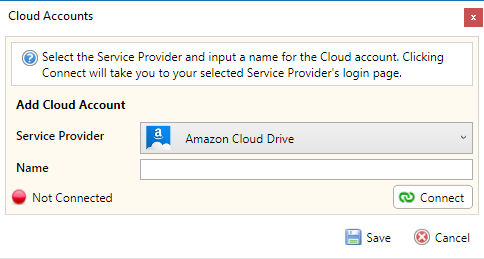 Cloud Accounts
x
Select the Service Provider and input a name for the Cloud account. Clicking
Connect will take you to your selected Service Provider's login page.
Add Cloud Account
Service Provider
a
Amazon Cloud Drive
Name
Not Connected
Connect
Save
Cancel